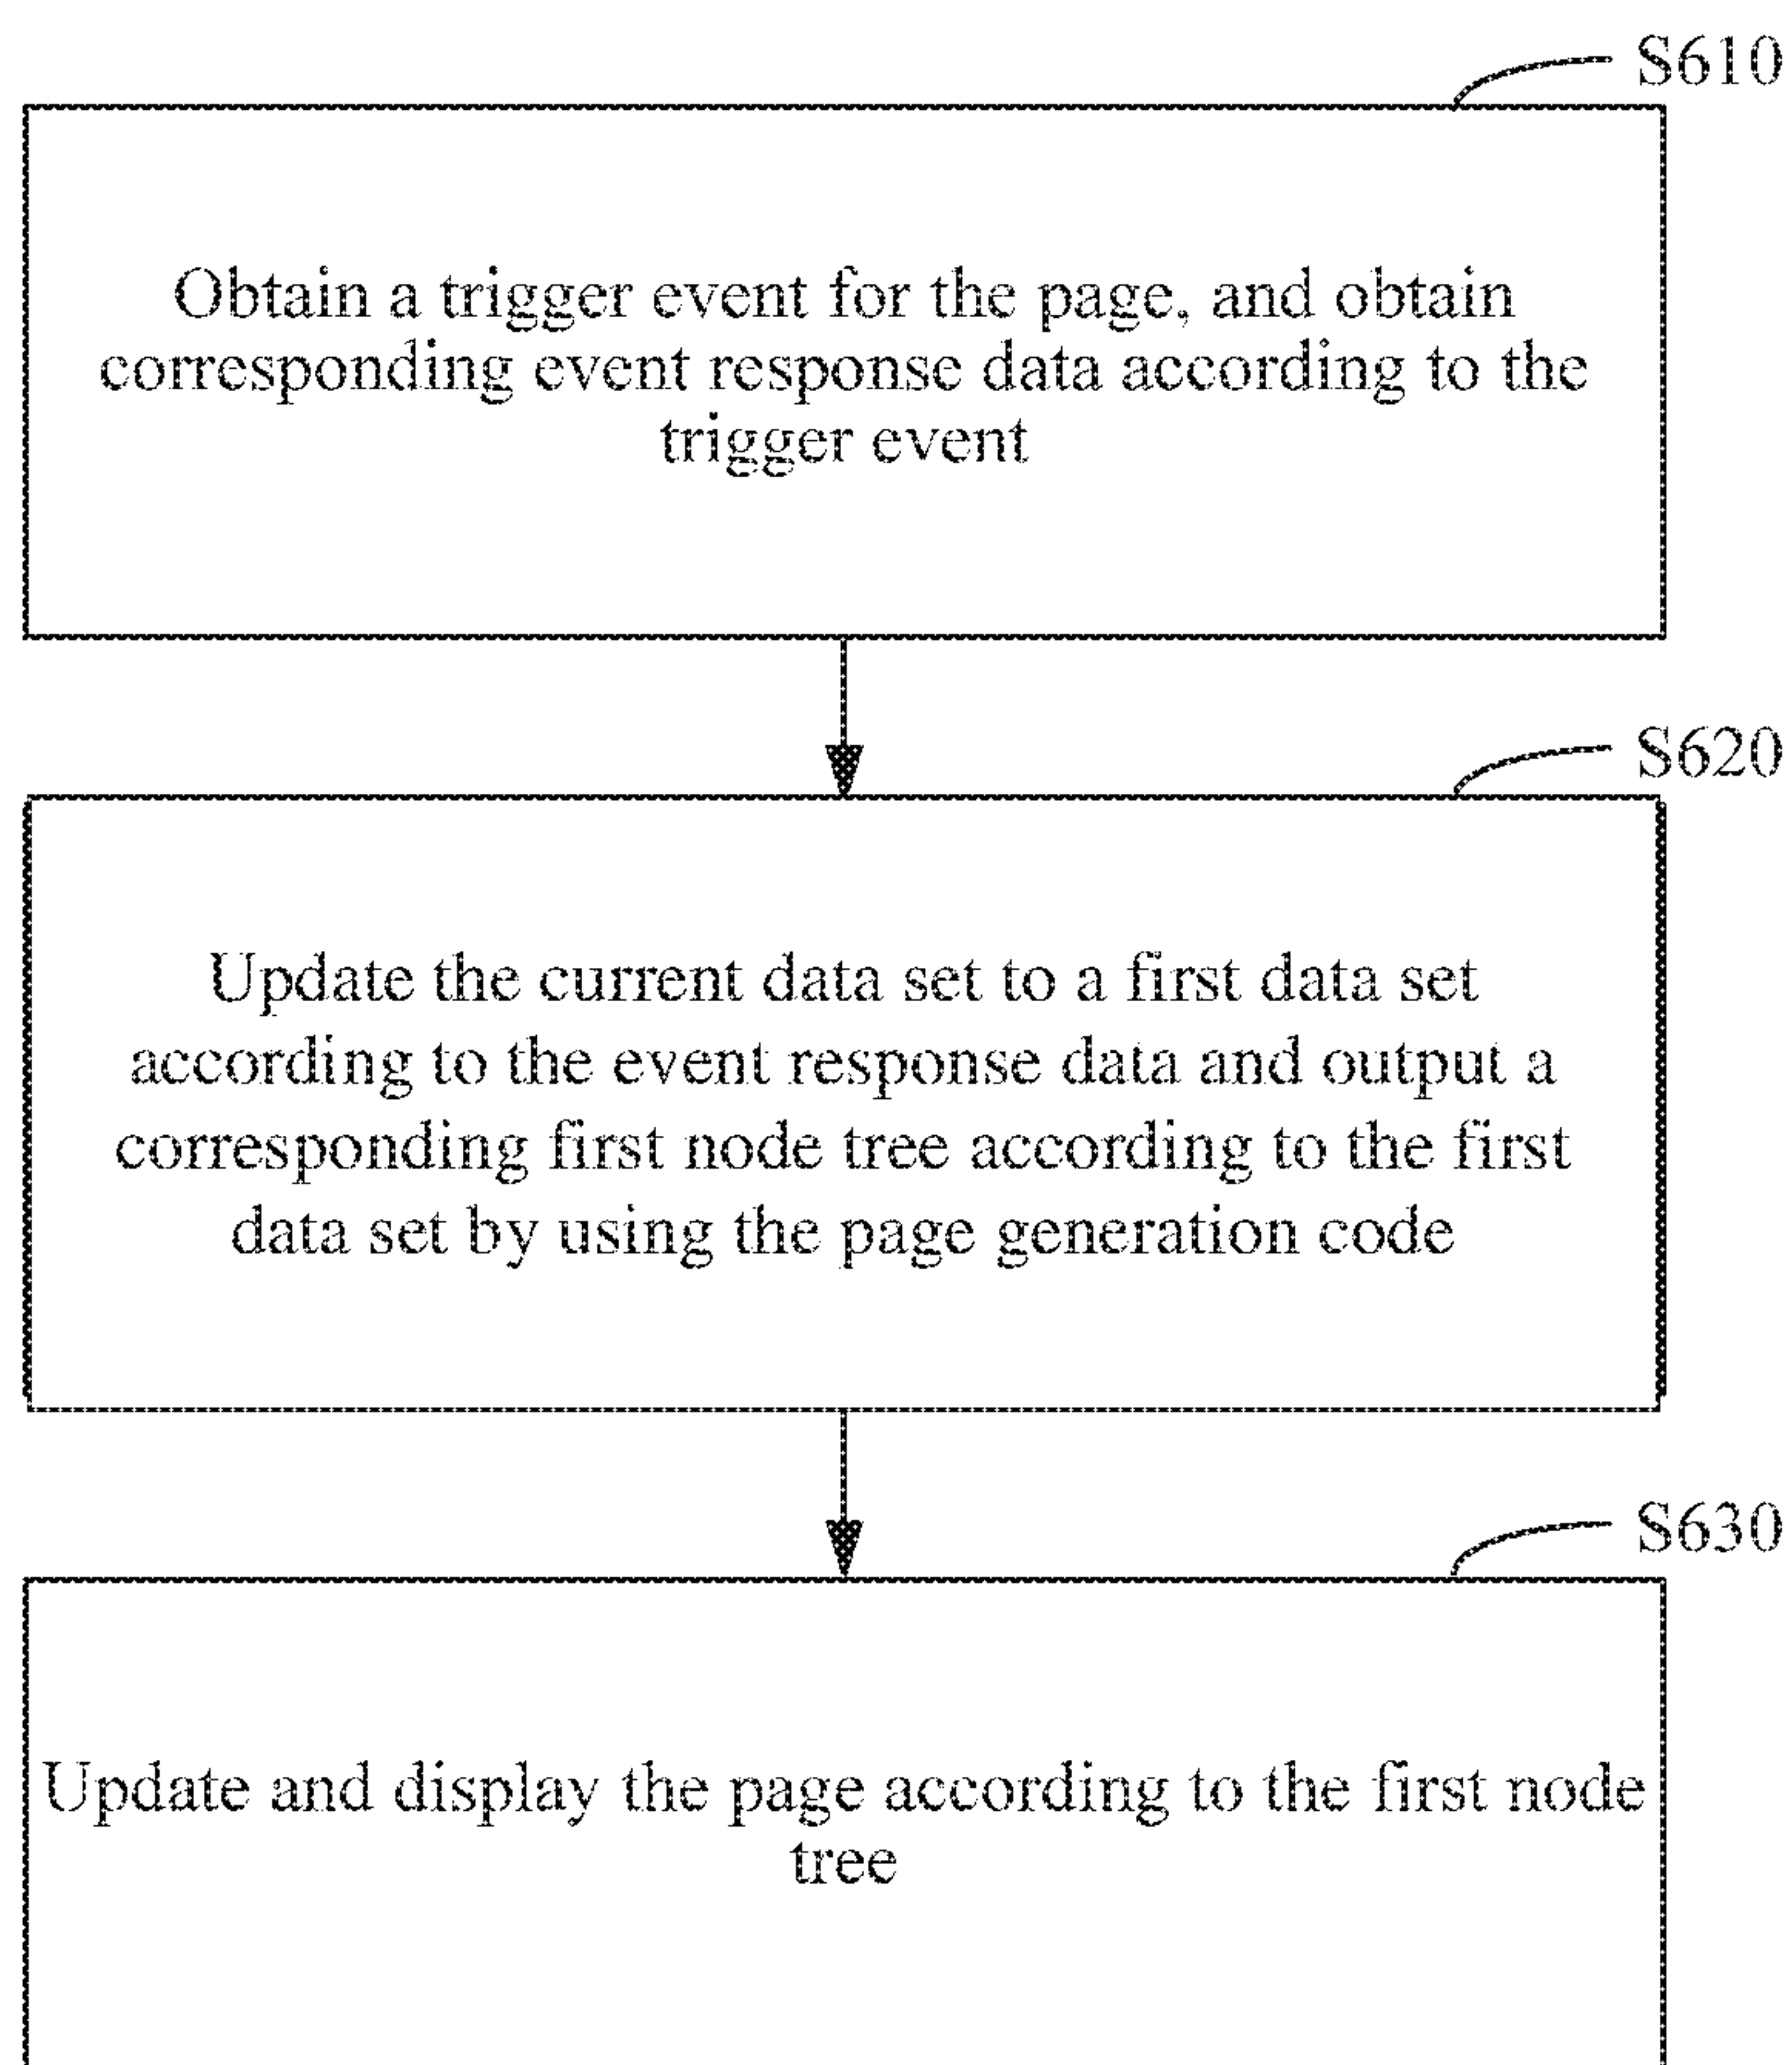 S610
Obtain a trigger event for the page, and obtain
corresponding event response data according to the
trigger event
S620
Update the current data set to a first data set
according to the event response data and output a
corresponding first node tree according to the first
data set by using the page generation code
S630
Update and display the page according to the first node
tree